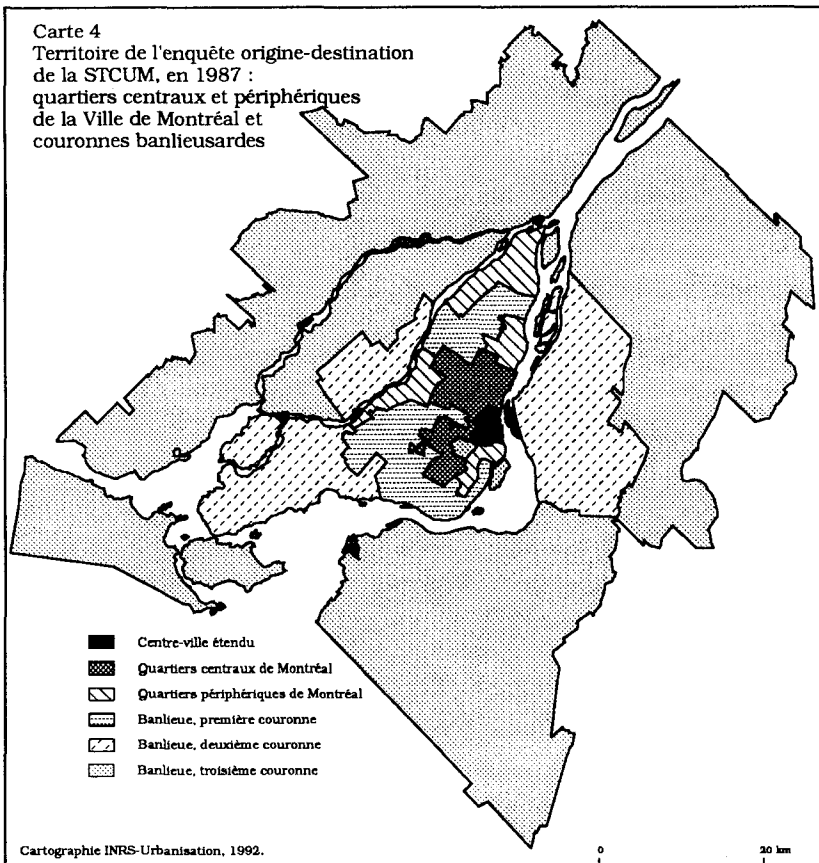 Carte 4
Territoire de l'enquête origine-destination
de la STCUM, en 1987 :
quartiers centraux et périphériques
de la Ville de Montréal et
couronnes banlieusardes
Centre-ville étendu
Quartiers centraux de Montréal
Quartiers périphériques de Montréal
Banlieue, première couronne
Banlieue, deuxième couronne
Banlieue, troisième couronne
Cartographie INRS-Urbanisation, 1992.
0 20 km